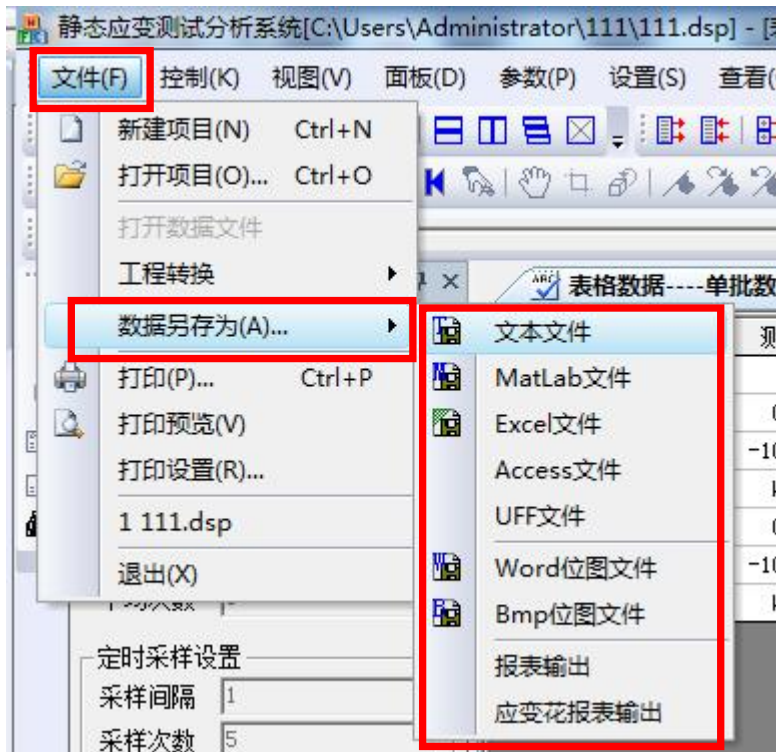 静态应变测试分析系统[C:\Users\Administrator\111\111.dsp] - [
文件(F) 控制(K) 视图(V) 面板(D) 参数(P) 设置(S) 查看(
新建项目(N) Ctrl+N
打开项目(O)... Ctrl+O
打开数据文件
工程转换
表格数据----单批数
数据另存为(A)...
文本文件
MatLab文件
Excel文件
Access文件
UFF文件
Word位图文件
Bmp位图文件
报表输出
应变花报表输出
打印(P)... Ctrl+P
打印预览(V)
打印设置(R)...
1 111.dsp
退出(X)
-10
-10
定时采样设置
采样间隔 1
采样次数 5